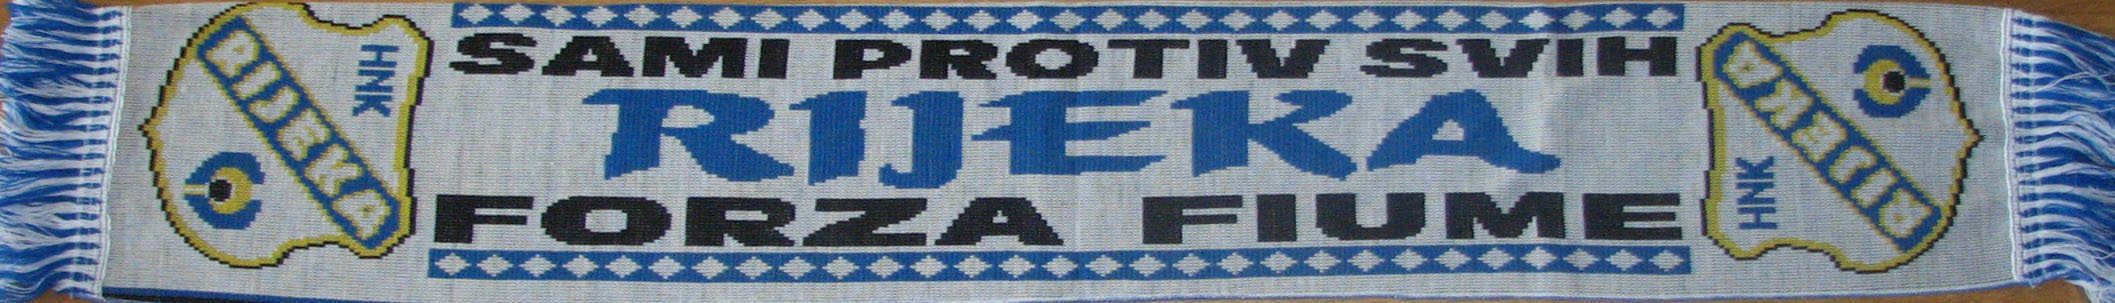 HNK
RIJEKA
SAMI PROTIV SVIH
RIJEKA
FORZA FIUME
HNK
RIJEKA